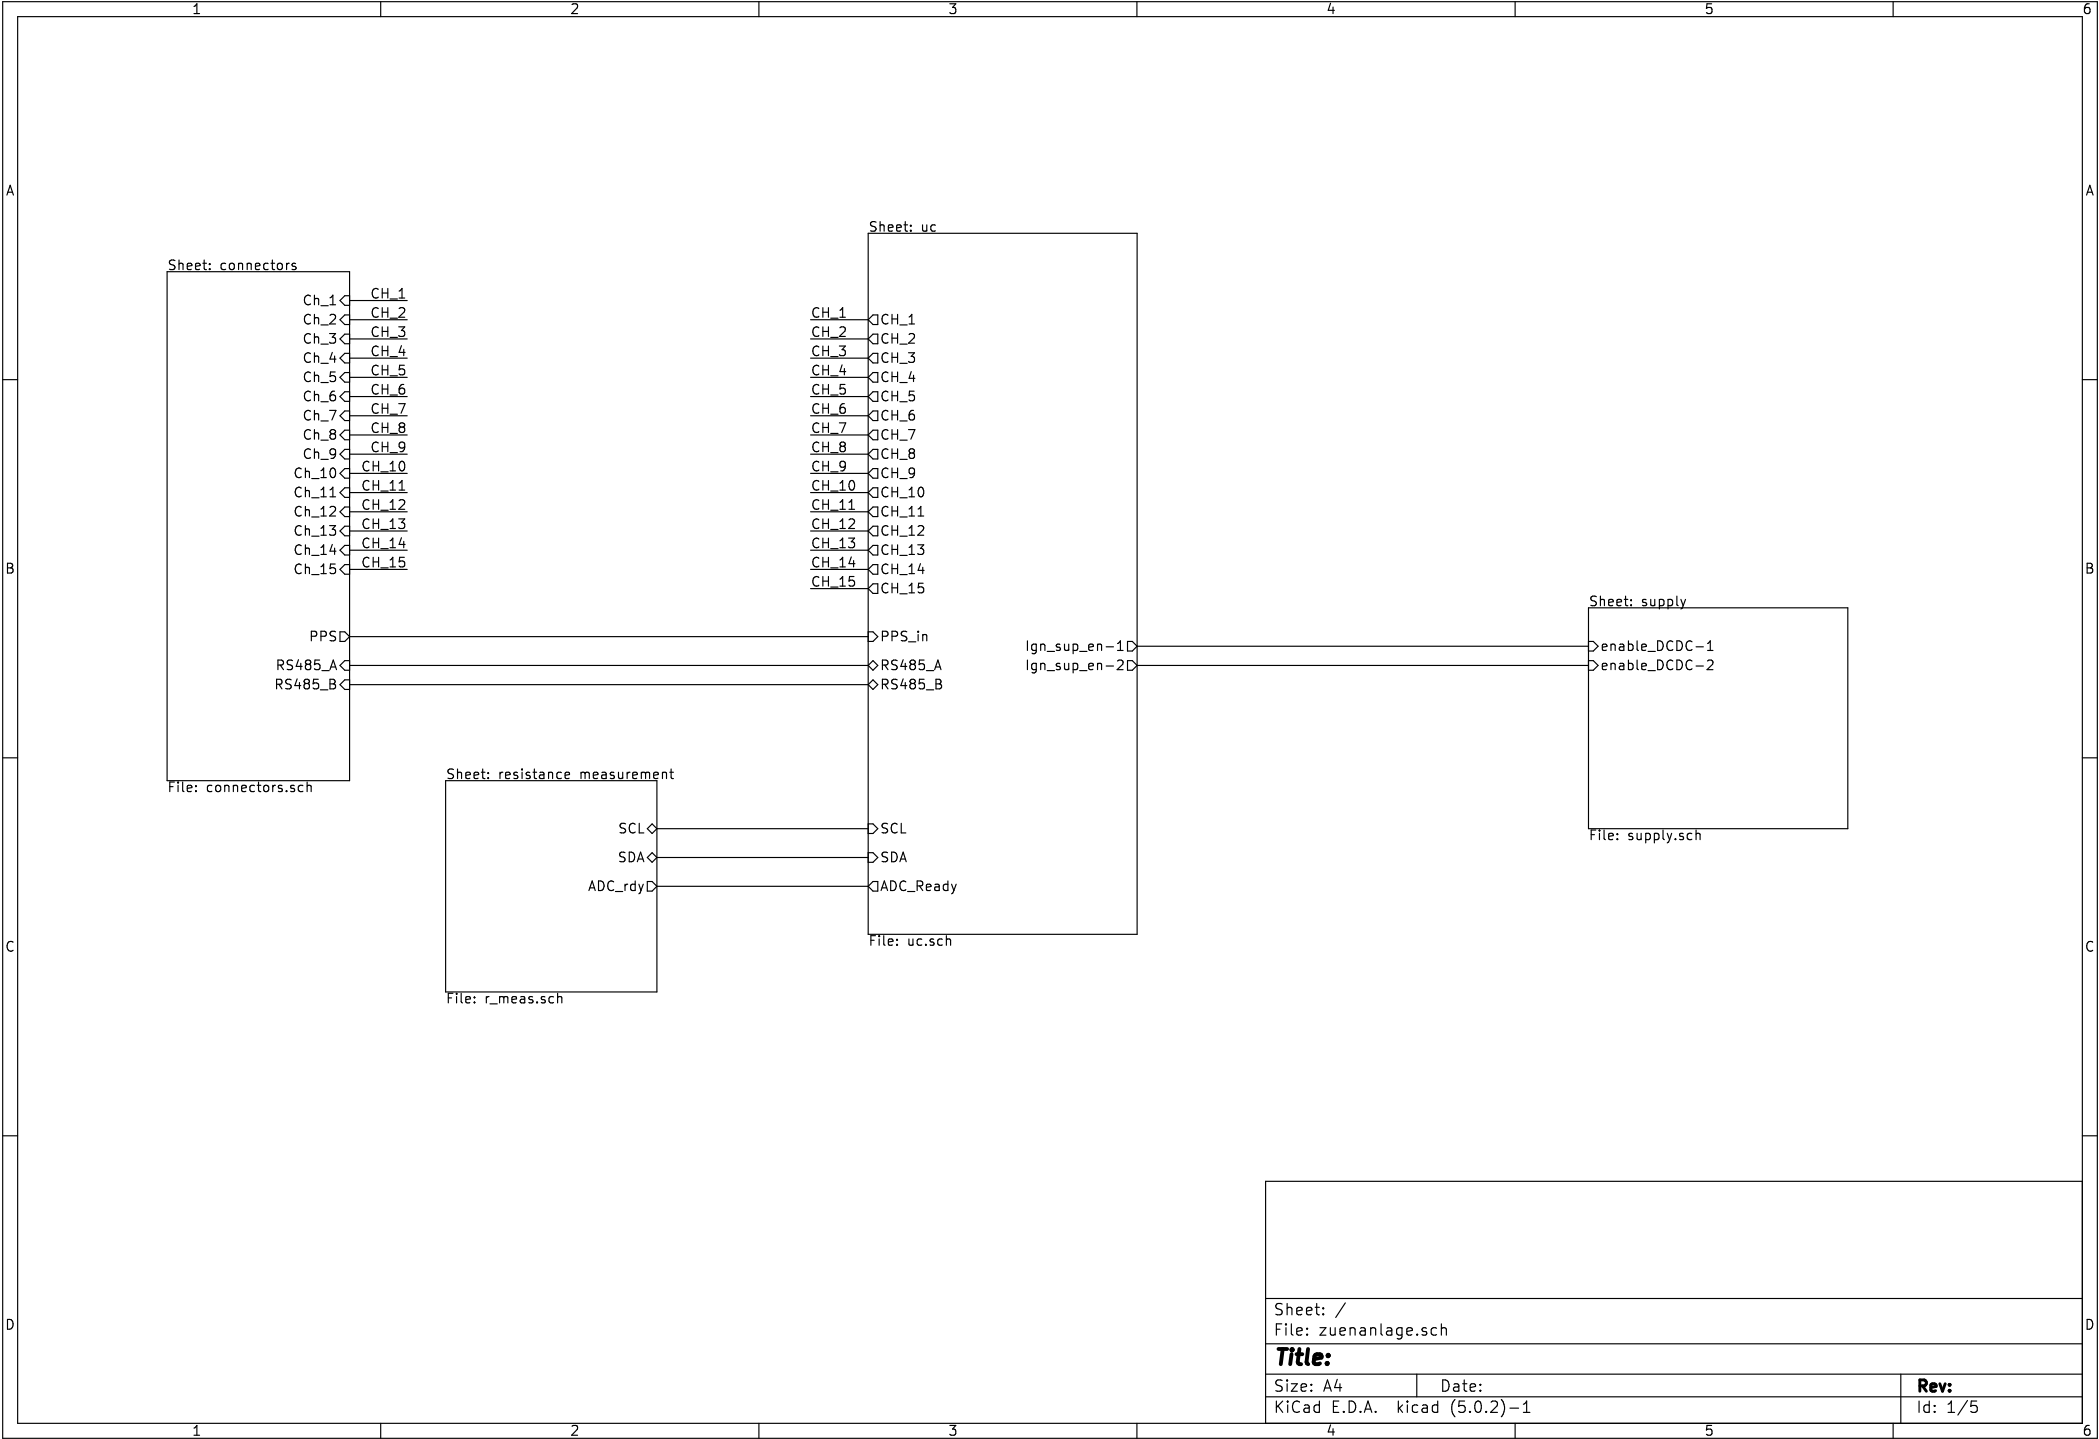 1 2 3 4 5 6
A A
Sheet: uc
Sheet: connectors
Ch_1 CH_1
Ch_2 CH_2
Ch_3 CH_3
Ch_4 CH_4
Ch_5 CH_5
Ch_6 CH_6
Ch_7 CH_7
Ch_8 CH_8
Ch_9 CH_9
Ch_10 CH_10
Ch_11 CH_11
Ch_12 CH_12
Ch_13 CH_13
Ch_14 CH_14
Ch_15 CH_15
PPS
RS485_A
RS485_B
File: connectors.sch
CH_1 CH_1
CH_2 CH_2
CH_3 CH_3
CH_4 CH_4
CH_5 CH_5
CH_6 CH_6
CH_7 CH_7
CH_8 CH_8
CH_9 CH_9
CH_10 CH_10
CH_11 CH_11
CH_12 CH_12
CH_13 CH_13
CH_14 CH_14
CH_15 CH_15
PPS_in
RS485_A
RS485_B
Ign_sup_en-1
Ign_sup_en-2
B B
Sheet: supply
enable_DCDC-1
enable_DCDC-2
File: supply.sch
Sheet: resistance measurement
SCL
SDA
ADC_rdy
File: r_meas.sch
SCL
SDA
ADC_Ready
File: uc.sch
C C
D D
Sheet: /
File: zuenanlage.sch
Title:
Size: A4 Date: Rev:
KiCad E.D.A. kicad (5.0.2)-1 Id: 1/5
1 2 3 4 5 6